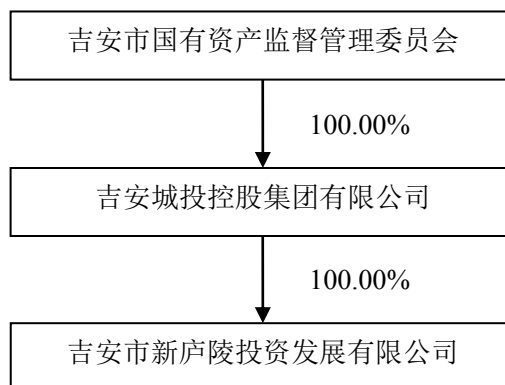 吉安市国有资产监督管理委员会
100.00%
吉安城投控股集团有限公司
100.00%
吉安市新庐陵投资发展有限公司